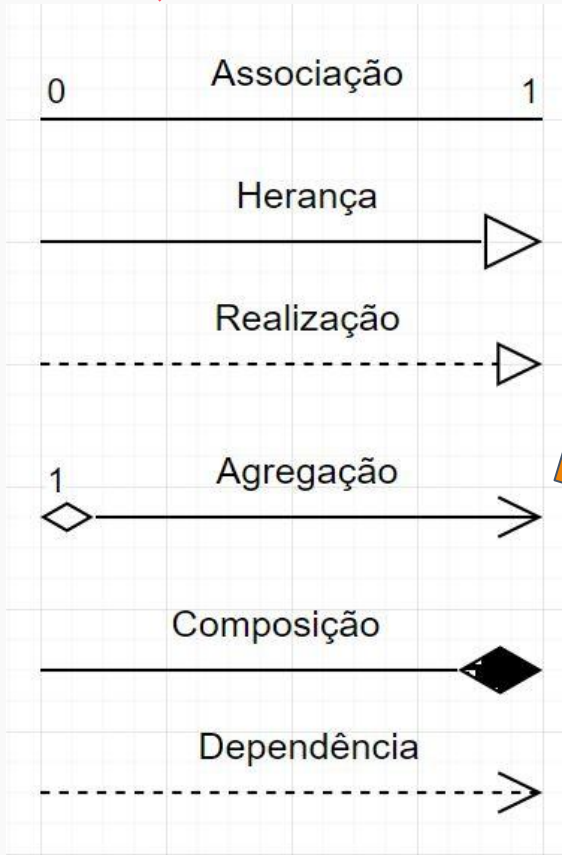 Associação
0 1
Herança
Realização
1
Agregação
Composição
Dependência